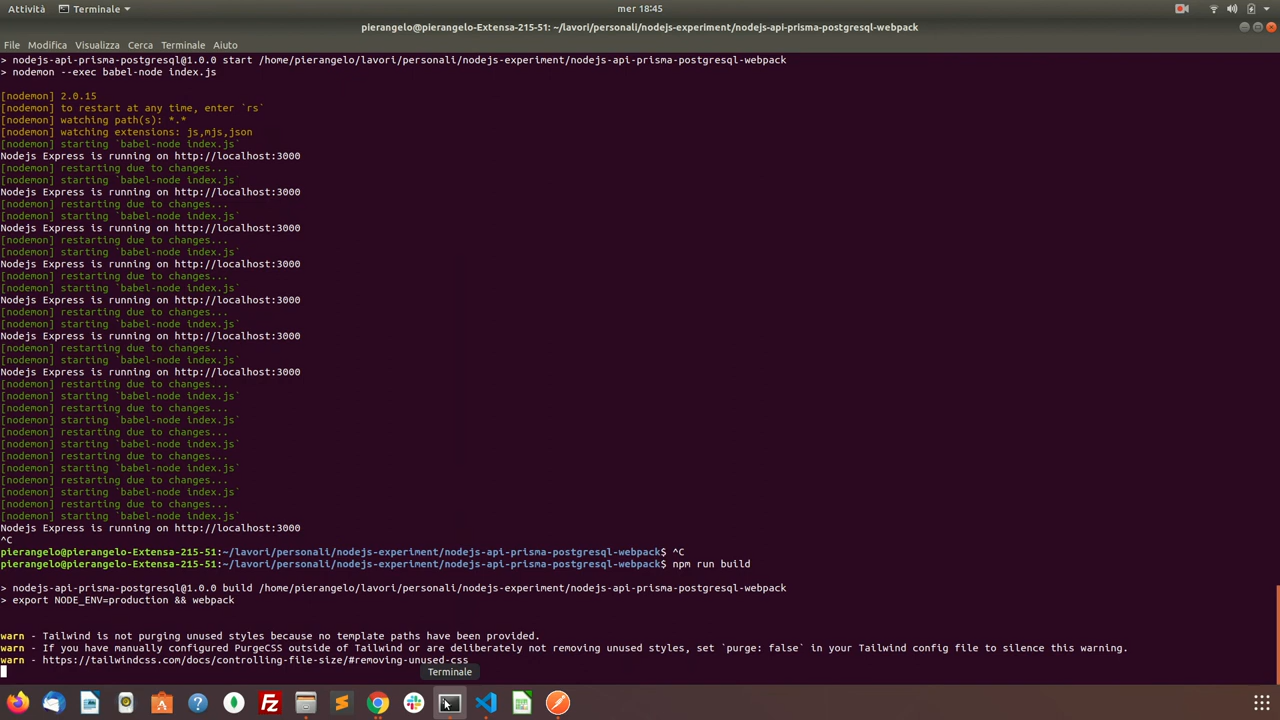 Attività
Terminale
mer 18:45
pierangelo@pierangelo-Extensa-215-51: ~/lavori/personali/nodejs-experiment/nodejs-api-prisma-postgresql-webpack
File Modifica Visualizza Cerca Terminale Aiuto
> nodejs-api-prisma-postgresql@1.0.0 start /home/pierangelo/lavori/personali/nodejs-experiment/nodejs-api-prisma-postgresql-webpack
> nodemon --exec babel-node index.js
[nodemon] 2.0.15
[nodemon] to restart at any time, enter `rs`
[nodemon] watching path(s): *.*
[nodemon] watching extensions: js,mjs,json
[nodemon] starting `babel-node index.js`
Nodejs Express is running on http://localhost:3000
[nodemon] restarting due to changes...
[nodemon] starting `babel-node index.js`
Nodejs Express is running on http://localhost:3000
[nodemon] restarting due to changes...
[nodemon] starting `babel-node index.js`
Nodejs Express is running on http://localhost:3000
[nodemon] restarting due to changes...
[nodemon] starting `babel-node index.js`
Nodejs Express is running on http://localhost:3000
[nodemon] restarting due to changes...
[nodemon] starting `babel-node index.js`
Nodejs Express is running on http://localhost:3000
[nodemon] restarting due to changes...
[nodemon] starting `babel-node index.js`
Nodejs Express is running on http://localhost:3000
[nodemon] restarting due to changes...
[nodemon] starting `babel-node index.js`
Nodejs Express is running on http://localhost:3000
[nodemon] restarting due to changes...
[nodemon] starting `babel-node index.js`
[nodemon] restarting due to changes...
[nodemon] starting `babel-node index.js`
[nodemon] restarting due to changes...
[nodemon] starting `babel-node index.js`
[nodemon] restarting due to changes...
[nodemon] starting `babel-node index.js`
[nodemon] restarting due to changes...
[nodemon] starting `babel-node index.js`
[nodemon] restarting due to changes...
[nodemon] starting `babel-node index.js`
Nodejs Express is running on http://localhost:3000
^C
pierangelo@pierangelo-Extensa-215-51:~/lavori/personali/nodejs-experiment/nodejs-api-prisma-postgresql-webpack$ ^C
pierangelo@pierangelo-Extensa-215-51:~/lavori/personali/nodejs-experiment/nodejs-api-prisma-postgresql-webpack$ npm run build
> nodejs-api-prisma-postgresql@1.0.0 build /home/pierangelo/lavori/personali/nodejs-experiment/nodejs-api-prisma-postgresql-webpack
> export NODE_ENV=production && webpack
warn - Tailwind is not purging unused styles because no template paths have been provided.
warn - If you have manually configured PurgeCSS outside of Tailwind or are deliberately not removing unused styles, set `purge: false` in your Tailwind config file to silence this warning.
warn - https://tailwindcss.com/docs/controlling-file-size/#removing-unused-css
Terminale